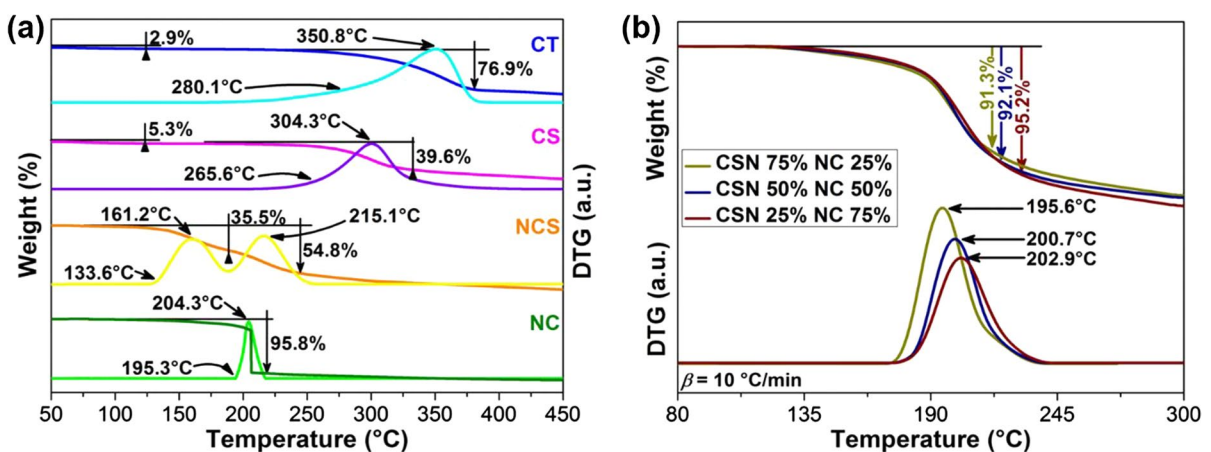 (a)
2.9%
350.8°C
CT
76.9%
280.1°C
5.3%
304.3°C
CS
39.6%
265.6°C
161.2°C
35.5%
215.1°C
NCS
54.8%
133.6°C
204.3°C
NC
95.8%
195.3°C
Weight (%)
DTG (a.u.)
50 100 150 200 250 300 350 400 450
Temperature (°C)
(b)
91.3%
92.1%
95.2%
CSN 75% NC 25%
CSN 50% NC 50%
CSN 25% NC 75%
195.6°C
200.7°C
202.9°C
β = 10 °C/min
Weight (%)
DTG (a.u.)
80 135 190 245 300
Temperature (°C)